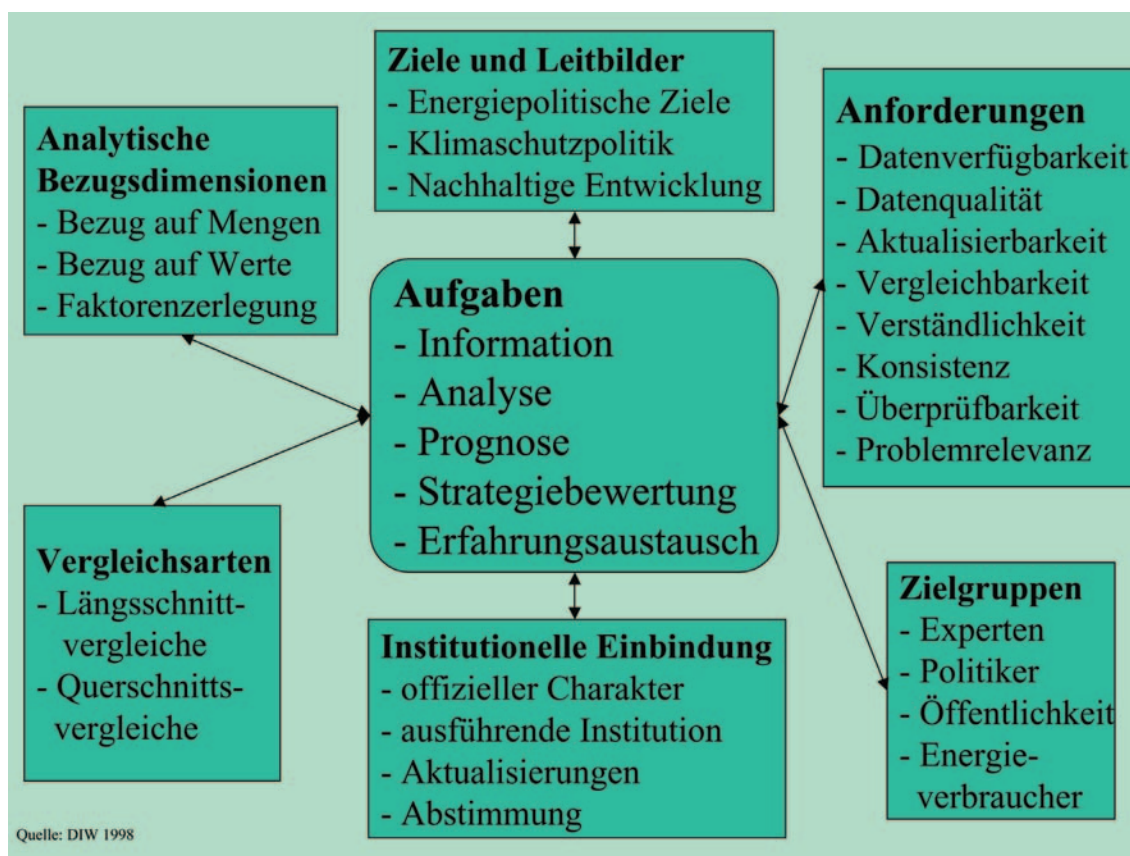 Ziele und Leitbilder
- Energiepolitische Ziele
- Klimaschutzpolitik
- Nachhaltige Entwicklung
Analytische
Bezugsdimensionen
- Bezug auf Mengen
- Bezug auf Werte
- Faktorenzerlegung
Anforderungen
- Datenverfügbarkeit
- Datenqualität
- Aktualisierbarkeit
- Vergleichbarkeit
- Verständlichkeit
- Konsistenz
- Überprüfbarkeit
- Problemrelevanz
Aufgaben
- Information
- Analyse
- Prognose
- Strategiebewertung
- Erfahrungsaustausch
Vergleichsarten
- Längsschnitt-
vergleiche
- Querschnitts-
vergleiche
Institutionelle Einbindung
- offizieller Charakter
- ausführende Institution
- Aktualisierungen
- Abstimmung
Zielgruppen
- Experten
- Politiker
- Öffentlichkeit
- Energie-
verbraucher
Quelle: DIW 1998